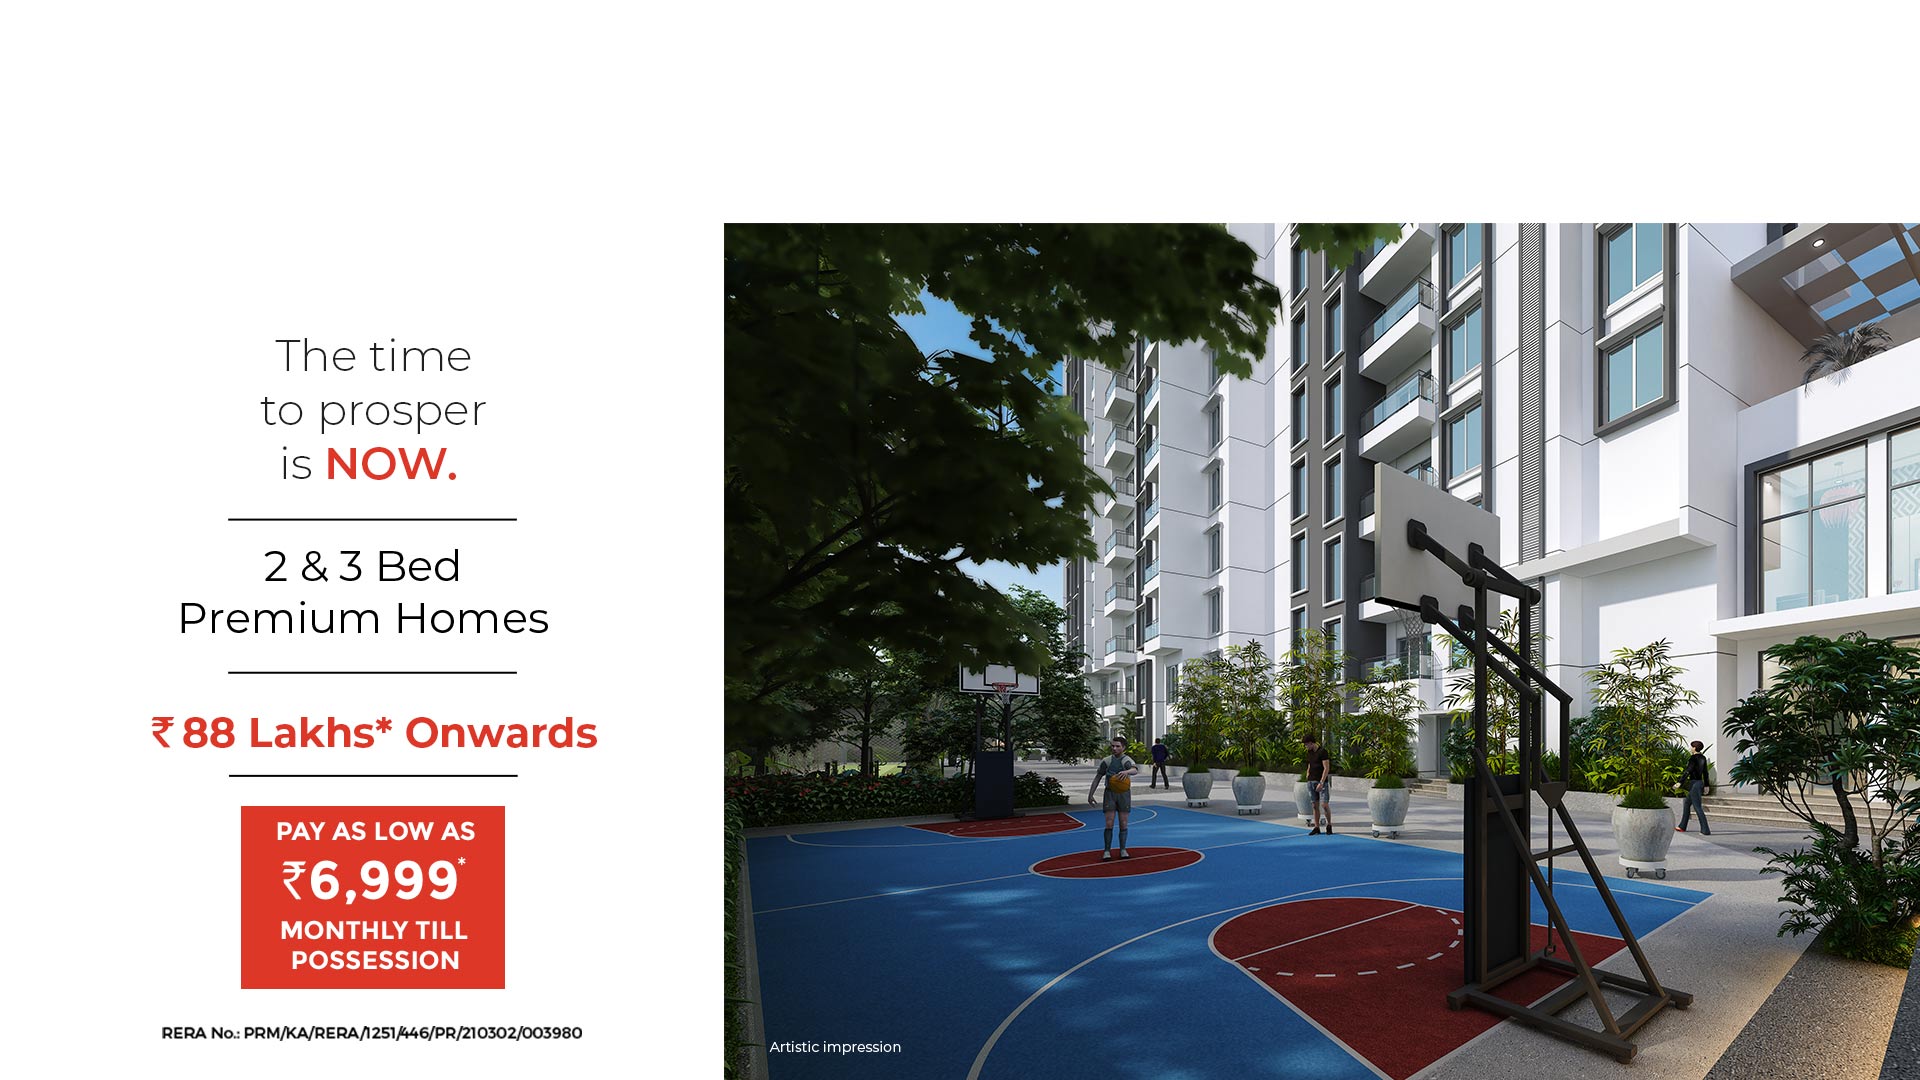 The time
to prosper
is NOW.
2 & 3 Bed
Premium Homes
₹ 88 Lakhs* Onwards
PAY AS LOW AS
₹6,999*
MONTHLY TILL
POSSESSION
RERA No.: PRM/KA/RERA/1251/446/PR/210302/003980
Artistic impression